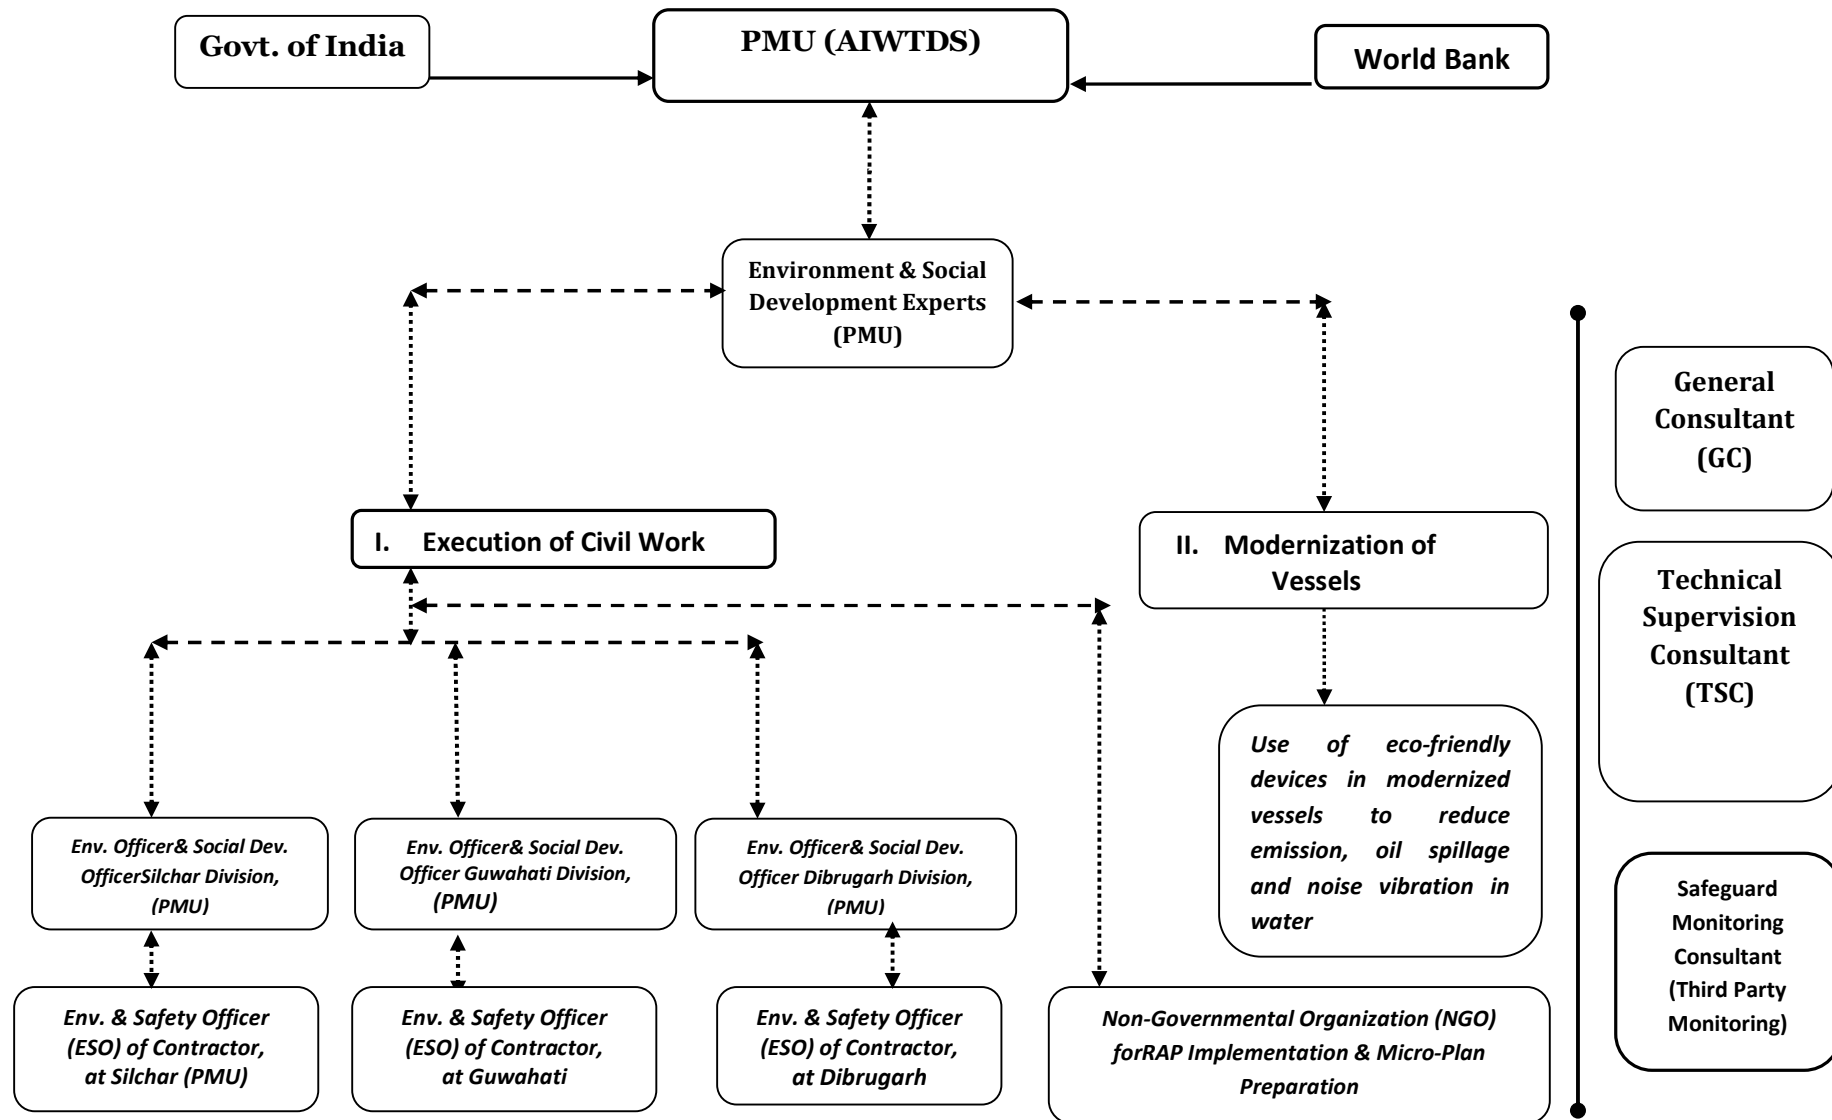 Govt. of India
PMU (AIWTDS)
World Bank
Environment & Social
Development Experts
(PMU)
General
Consultant
(GC)
I. Execution of Civil Work
II. Modernization of
Vessels
Technical
Supervision
Consultant
(TSC)
Use of eco-friendly
devices in modernized
vessels to reduce
emission, oil spillage
and noise vibration in
water
Env. Officer& Social Dev.
OfficerSilchar Division,
(PMU)
Env. Officer& Social Dev.
Officer Guwahati Division,
(PMU)
Env. Officer& Social Dev.
Officer Dibrugarh Division,
(PMU)
Safeguard
Monitoring
Consultant
(Third Party
Monitoring)
Env. & Safety Officer
(ESO) of Contractor,
at Silchar (PMU)
Env. & Safety Officer
(ESO) of Contractor,
at Guwahati
Env. & Safety Officer
(ESO) of Contractor,
at Dibrugarh
Non-Governmental Organization (NGO)
forRAP Implementation & Micro-Plan
Preparation